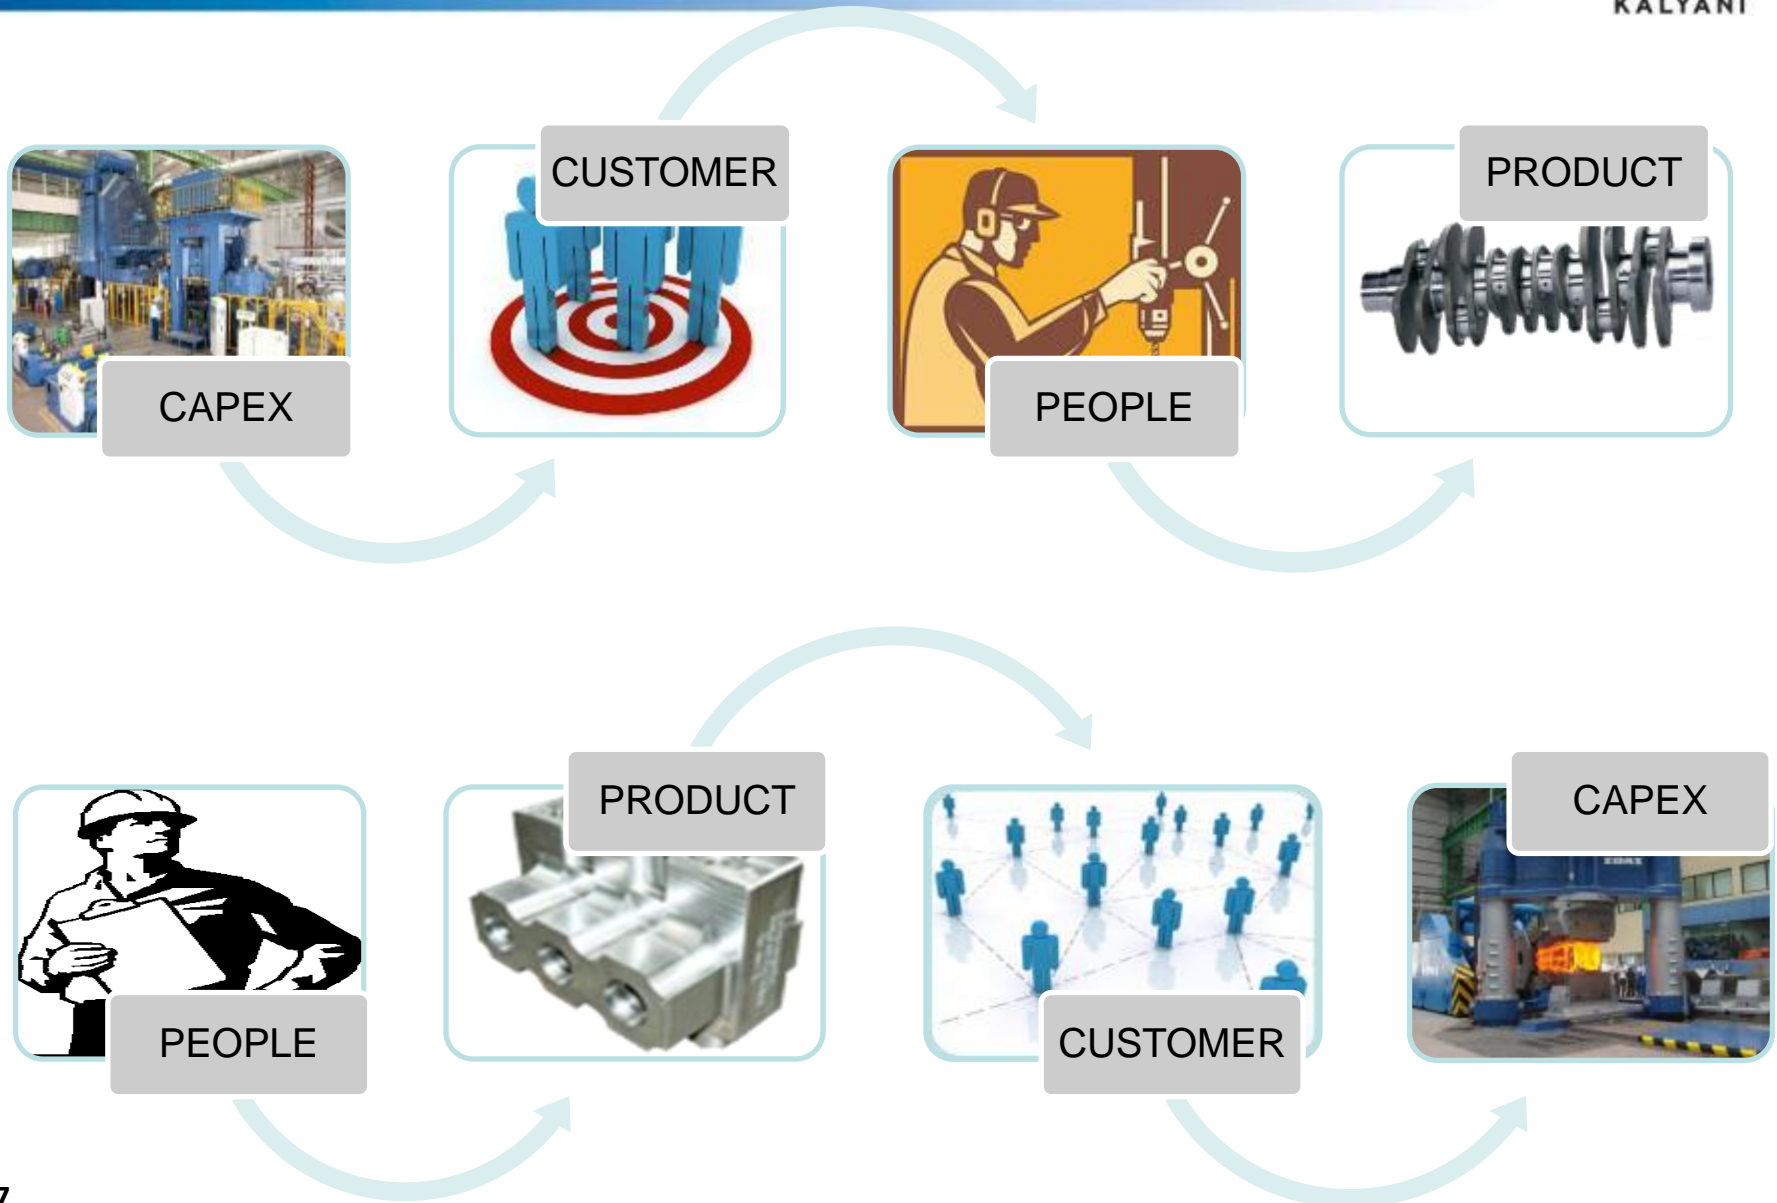 KALYANI
CUSTOMER
PRODUCT
CAPEX
PEOPLE
PRODUCT
CAPEX
PEOPLE
CUSTOMER
7